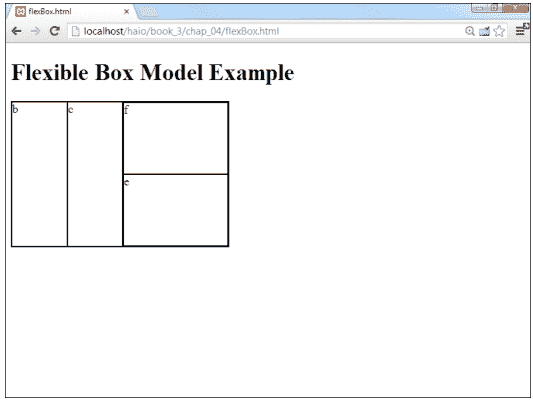 flexBox.html
localhost/haio/book_3/chap_04/flexBox.html
Flexible Box Model Example
b c f
e